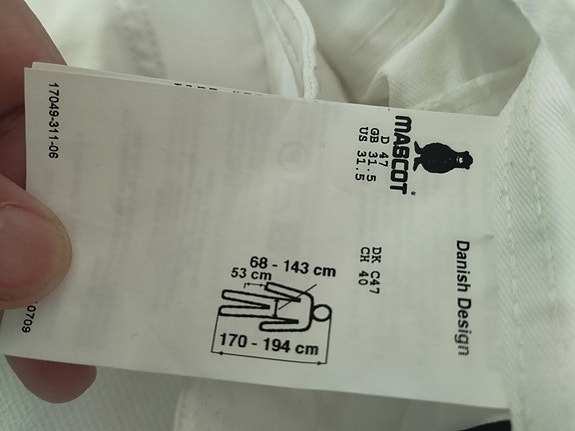 Danish Design
MASCOT®
D 47
GB 31.5
US 31.5
DK C47
CH 40
68 - 143 cm
53 cm
170 - 194 cm
17049-311-06
0709